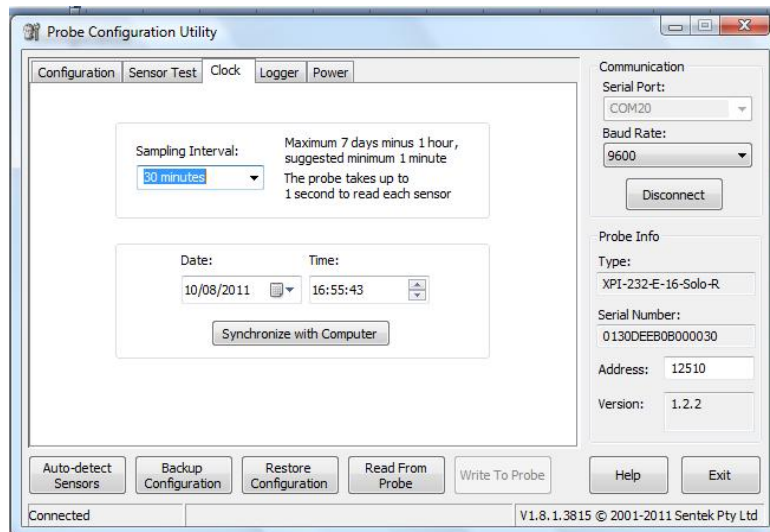 Probe Configuration Utility
Configuration Sensor Test Clock Logger Power
Sampling Interval:
30 minutes
Maximum 7 days minus 1 hour,
suggested minimum 1 minute
The probe takes up to
1 second to read each sensor
Date: Time:
10/08/2011 16:55:43
Synchronize with Computer
Communication
Serial Port:
COM20
Baud Rate:
9600
Disconnect
Probe Info
Type:
XPI-232-E-16-Solo-R
Serial Number:
0130DEEB0B000030
Address: 12510
Version: 1.2.2
Auto-detect
Sensors
Backup
Configuration
Restore
Configuration
Read From
Probe
Write To Probe
Help
Exit
Connected
V1.8.1.3815 © 2001-2011 Sentek Pty Ltd